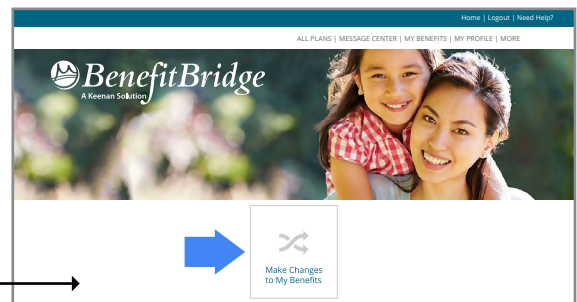 Home | Logout | Need Help?
ALL PLANS | MESSAGE CENTER | MY BENEFITS | MY PROFILE | MORE
BenefitBridge
A Keenan Solution
Make Changes
to My Benefits